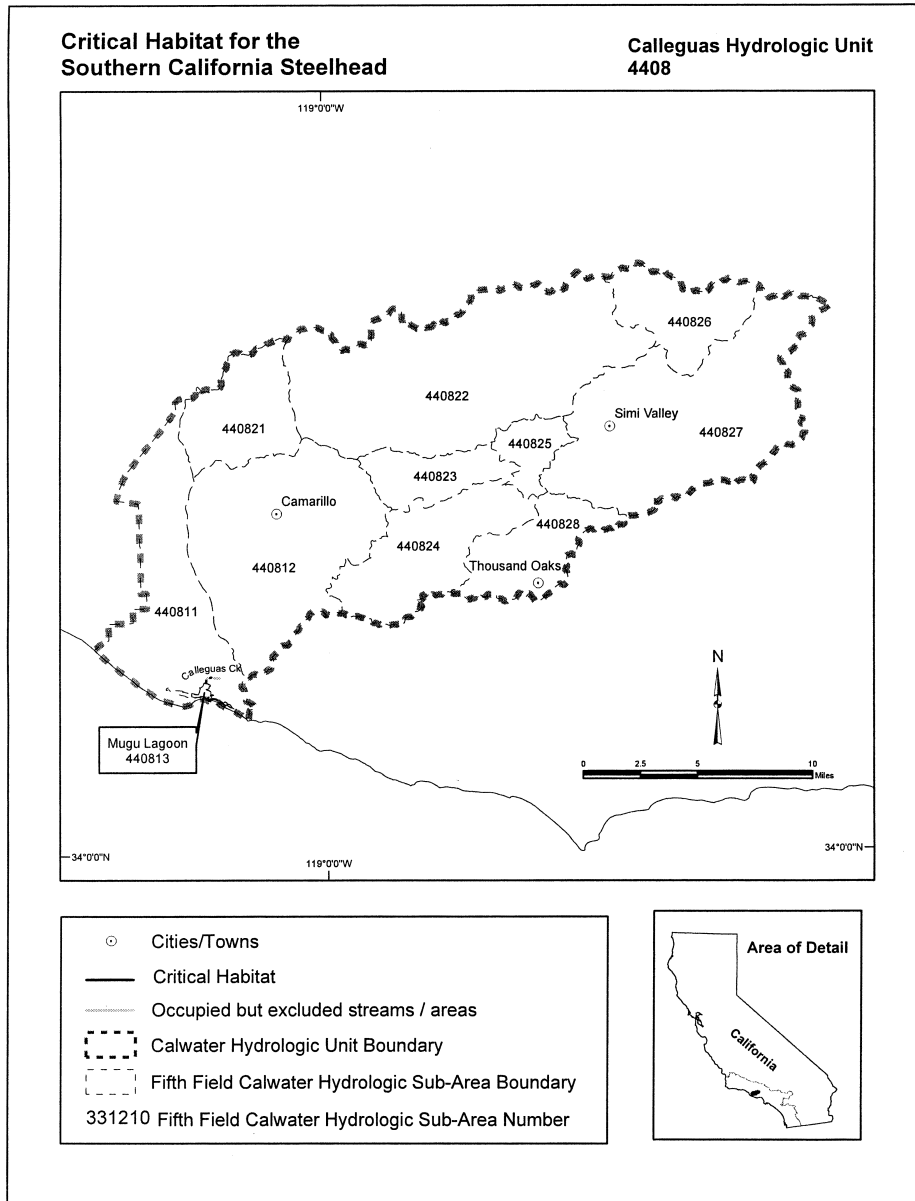 Critical Habitat for the
Southern California Steelhead
Calleguas Hydrologic Unit
4408
119°0'0"W
440826
440822
Simi Valley
440821
440825
440827
440823
Camarillo
440828
440824
Thousand Oaks
440812
440811
Calleguas Ck
N
Mugu Lagoon
440813
0 2.5 5 10
Miles
34°0'0"N
34°0'0"N
119°0'0"W
Cities/Towns
Critical Habitat
Occupied but excluded streams / areas
Calwater Hydrologic Unit Boundary
Fifth Field Calwater Hydrologic Sub-Area Boundary
331210 Fifth Field Calwater Hydrologic Sub-Area Number
Area of Detail
California